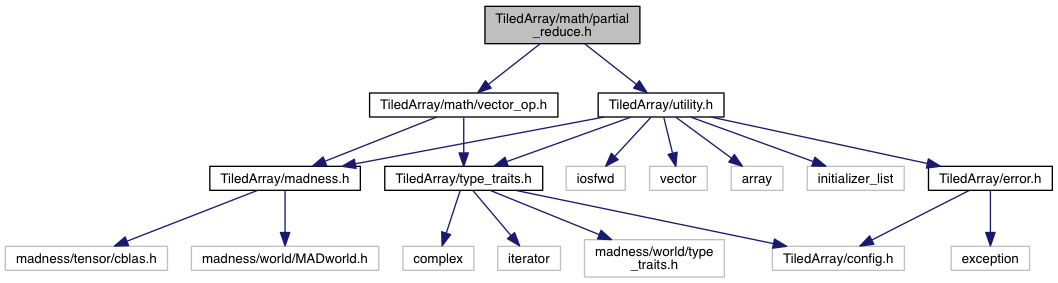 TiledArray/math/partial
_reduce.h
TiledArray/math/vector_op.h
TiledArray/utility.h
TiledArray/madness.h
TiledArray/type_traits.h
iosfwd
vector
array
initializer_list
TiledArray/error.h
madness/tensor/cblas.h
madness/world/MADworld.h
complex
iterator
madness/world/type
_traits.h
TiledArray/config.h
exception